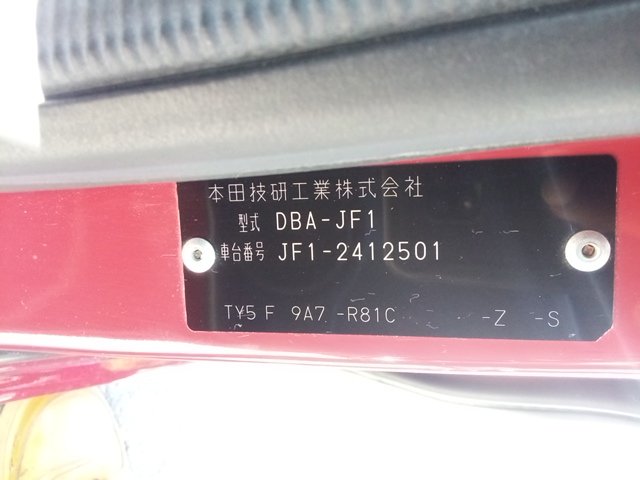 本田技研工業株式会社
型式 DBA-JF1
車台番号 JF1-2412501
TY5F 9A7 -R81C -Z -S